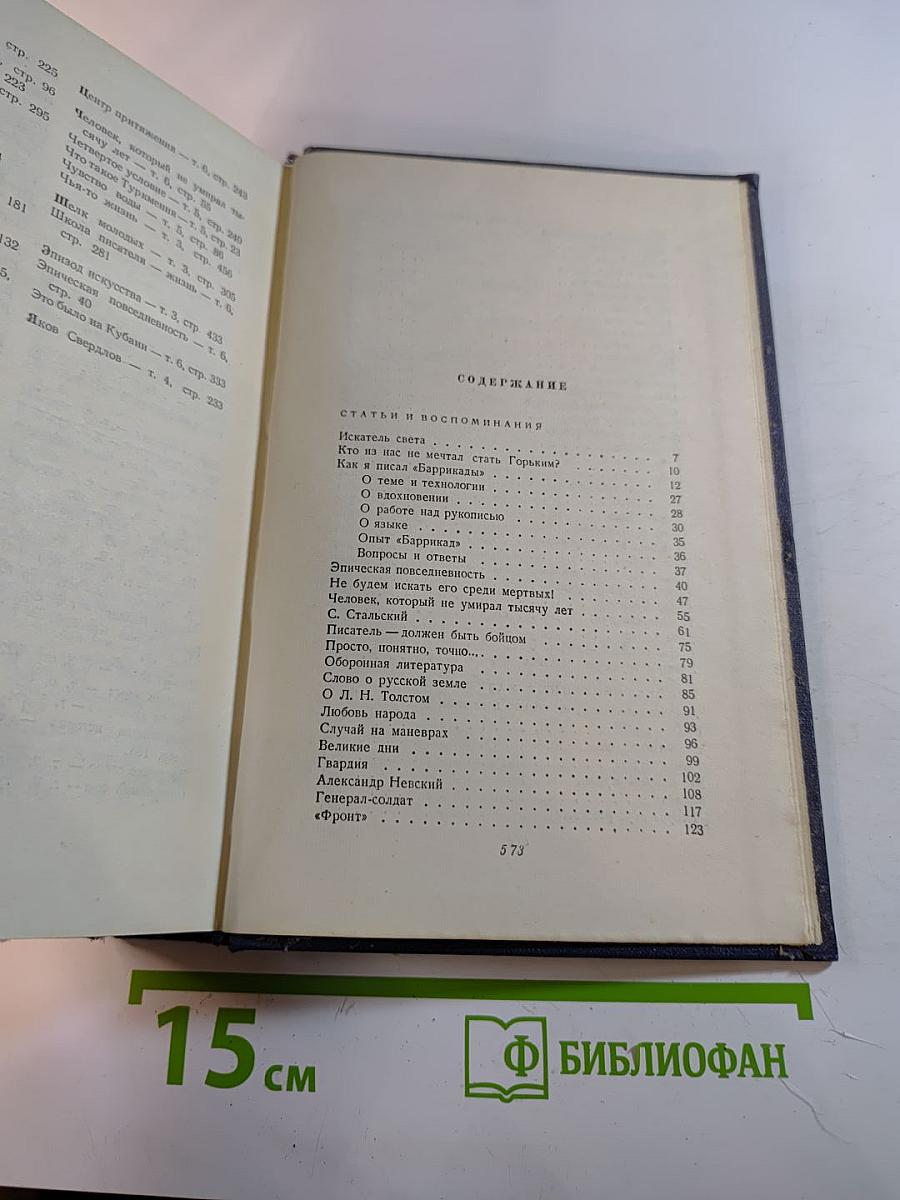 стр. 225
стр. 96
223
стр. 295
181
132
5,
Центр притяжения — т. 6, стр. 243
Человек, который не умирал ты-
сячу лет — т. 6, стр. 55
Четвертое условие — т. 5, стр. 240
Что такое Туркмения — т. 5, стр. 23
Чувство воды — т. 5, стр. 86
Чья-то жизнь — т. 3, стр. 456
Шелк молодых — т. 3, стр. 305
Школа писателя — жизнь — т. 6,
стр. 281
Эпизод искусства — т. 3, стр. 433
Эпическая повседневность — т. 6,
стр. 40
Это было на Кубани — т. 6, стр. 333
Яков Свердлов — т. 4, стр. 233
СОДЕРЖАНИЕ
СТАТЬИ И ВОСПОМИНАНИЯ
Искатель света . . . . . . . . . . . . . . . . 7
Кто из нас не мечтал стать Горьким? . . . . . . 10
Как я писал «Баррикады» . . . . . . . . . . . . 12
О теме и технологии . . . . . . . . . . . . 27
О вдохновении . . . . . . . . . . . . . . 28
О работе над рукописью . . . . . . . . . . 30
О языке . . . . . . . . . . . . . . . . . 35
Опыт «Баррикад» . . . . . . . . . . . . . 36
Вопросы и ответы . . . . . . . . . . . . . 37
Эпическая повседневность . . . . . . . . . . . 40
Не будем искать его среди мертвых! . . . . . . . 47
Человек, который не умирал тысячу лет . . . . . . 55
С. Стальский . . . . . . . . . . . . . . . . . 61
Писатель — должен быть бойцом . . . . . . . . . 75
Просто, понятно, точно... . . . . . . . . . . . . 79
Оборонная литература . . . . . . . . . . . . . 81
Слово о русской земле . . . . . . . . . . . . . 85
О Л. Н. Толстом . . . . . . . . . . . . . . . 91
Любовь народа . . . . . . . . . . . . . . . . 93
Случай на маневрах . . . . . . . . . . . . . . 96
Великие дни . . . . . . . . . . . . . . . . . 99
Гвардия . . . . . . . . . . . . . . . . . . . 102
Александр Невский . . . . . . . . . . . . . . 108
Генерал-солдат . . . . . . . . . . . . . . . . 117
«Фронт» . . . . . . . . . . . . . . . . . . . 123
573
15 см
Ф БИБЛИОФАН